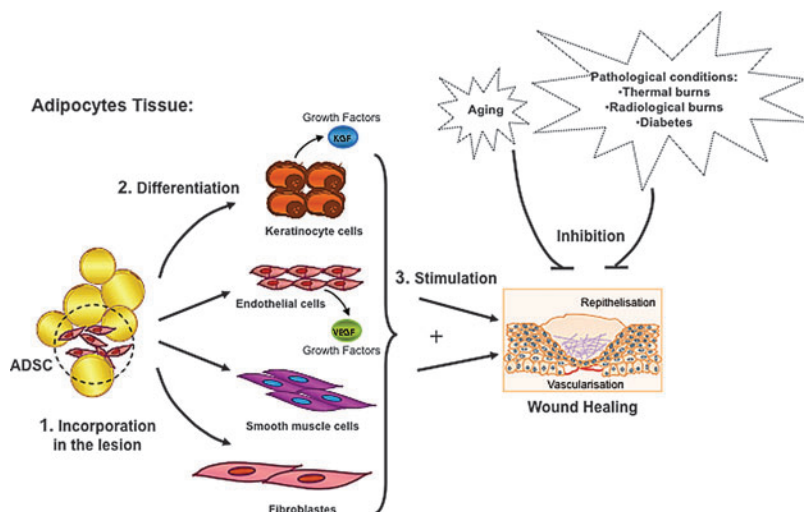 Adipocytes Tissue:
Growth Factors
KGF
2. Differentiation
Keratinocyte cells
Endothelial cells
VEGF
Growth Factors
ADSC
1. Incorporation
in the lesion
Smooth muscle cells
Fibroblastes
3. Stimulation
+
Aging
Pathological conditions:
•Thermal burns
•Radiological burns
•Diabetes
Inhibition
Repithelisation
Vascularisation
Wound Healing